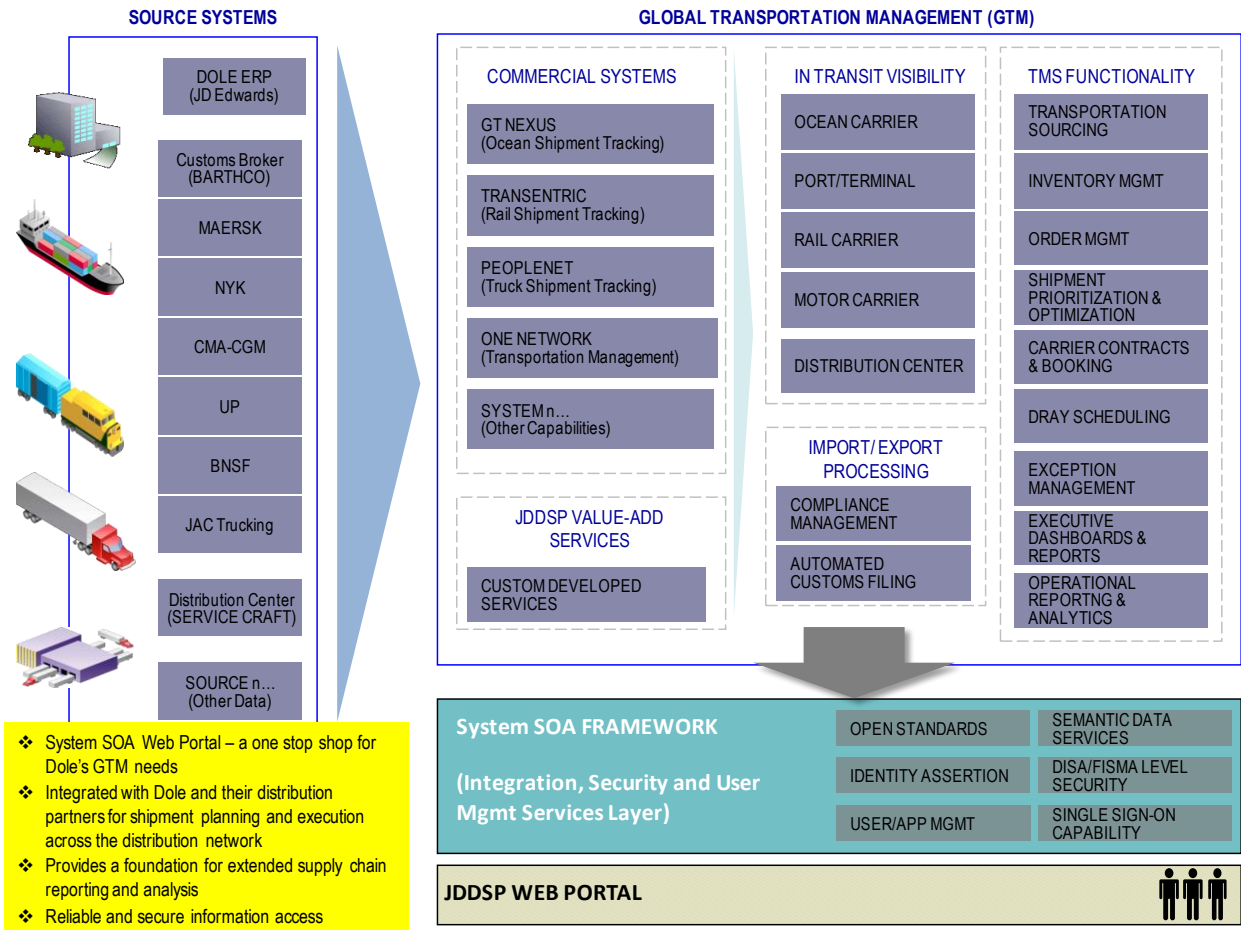 SOURCE SYSTEMS
DOLE ERP
(JD Edwards)
Customs Broker
(BARTHCO)
MAERSK
NYK
CMA-CGM
UP
BNSF
JAC Trucking
Distribution Center
(SERVICE CRAFT)
SOURCE n…
(Other Data)
❖ System SOA Web Portal – a one stop shop for
Dole's GTM needs
❖ Integrated with Dole and their distribution
partners for shipment planning and execution
across the distribution network
❖ Provides a foundation for extended supply chain
reporting and analysis
❖ Reliable and secure information access
GLOBAL TRANSPORTATION MANAGEMENT (GTM)
COMMERCIAL SYSTEMS
GT NEXUS
(Ocean Shipment Tracking)
TRANSENTRIC
(Rail Shipment Tracking)
PEOPLENET
(Truck Shipment Tracking)
ONE NETWORK
(Transportation Management)
SYSTEM n…
(Other Capabilities)
JDDSP VALUE-ADD
SERVICES
CUSTOM DEVELOPED
SERVICES
IN TRANSIT VISIBILITY
OCEAN CARRIER
PORT/TERMINAL
RAIL CARRIER
MOTOR CARRIER
DISTRIBUTION CENTER
IMPORT/EXPORT
PROCESSING
COMPLIANCE
MANAGEMENT
AUTOMATED
CUSTOMS FILING
TMS FUNCTIONALITY
TRANSPORTATION
SOURCING
INVENTORY MGMT
ORDER MGMT
SHIPMENT
PRIORITIZATION &
OPTIMIZATION
CARRIER CONTRACTS
& BOOKING
DRAY SCHEDULING
EXCEPTION
MANAGEMENT
EXECUTIVE
DASHBOARDS &
REPORTS
OPERATIONAL
REPORTNG &
ANALYTICS
System SOA FRAMEWORK
(Integration, Security and User
Mgmt Services Layer)
OPEN STANDARDS
SEMANTIC DATA
SERVICES
IDENTITY ASSERTION
DISA/FISMA LEVEL
SECURITY
USER/APP MGMT
SINGLE SIGN-ON
CAPABILITY
JDDSP WEB PORTAL